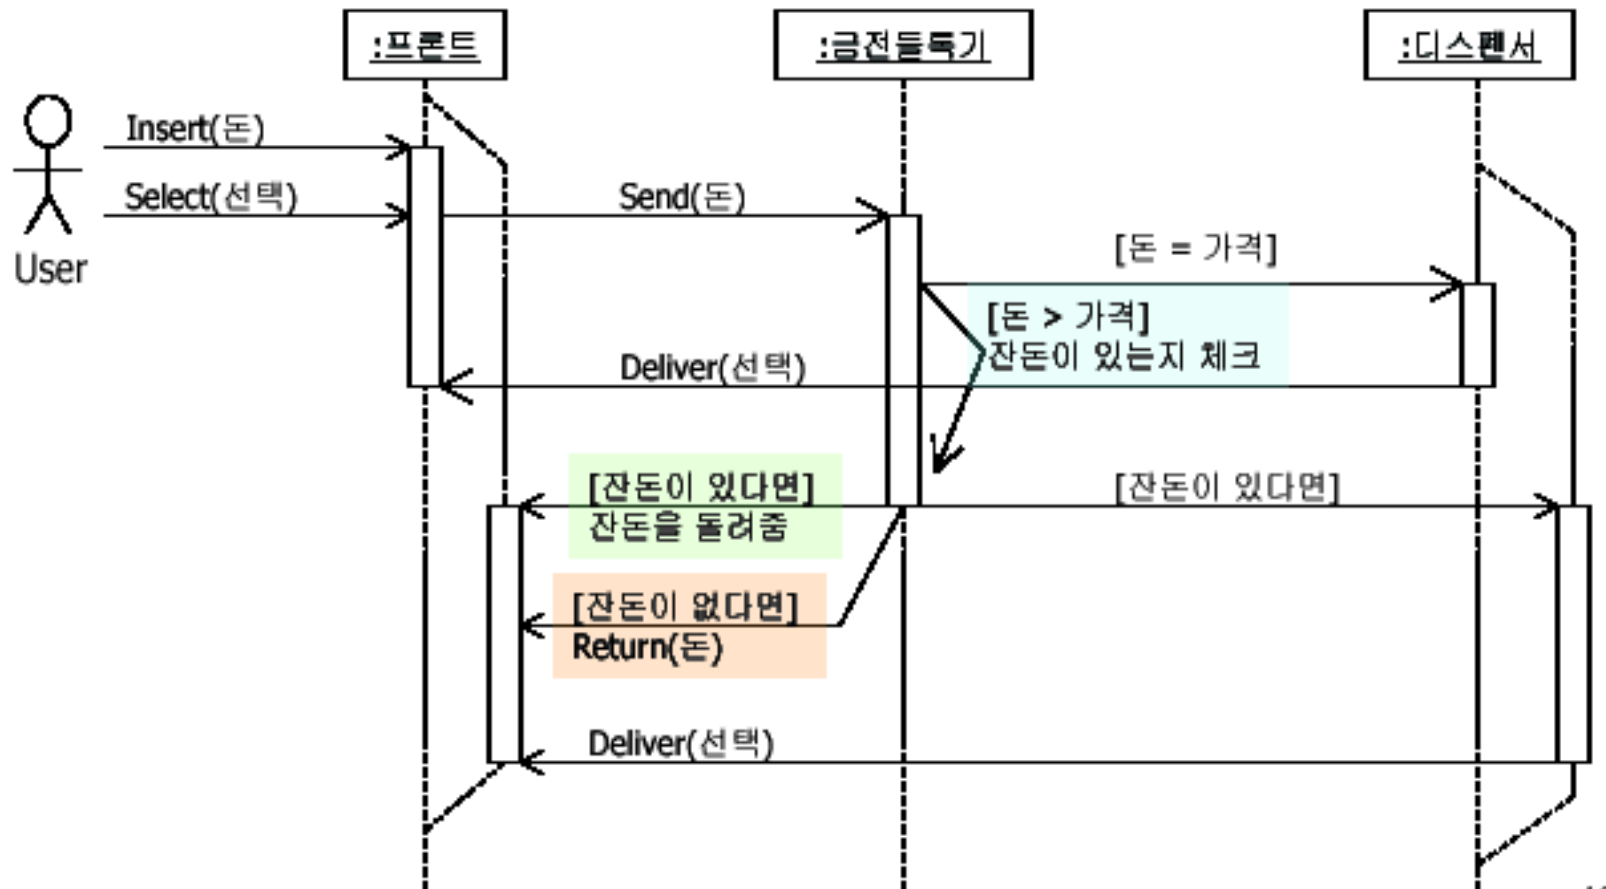 :프론트
:금전등록기
:디스펜서
Insert(돈)
Select(선택)
User
Send(돈)
[돈 = 가격]
[돈 > 가격]
잔돈이 있는지 체크
Deliver(선택)
[잔돈이 있다면]
잔돈을 돌려줌
[잔돈이 있다면]
[잔돈이 없다면]
Return(돈)
Deliver(선택)